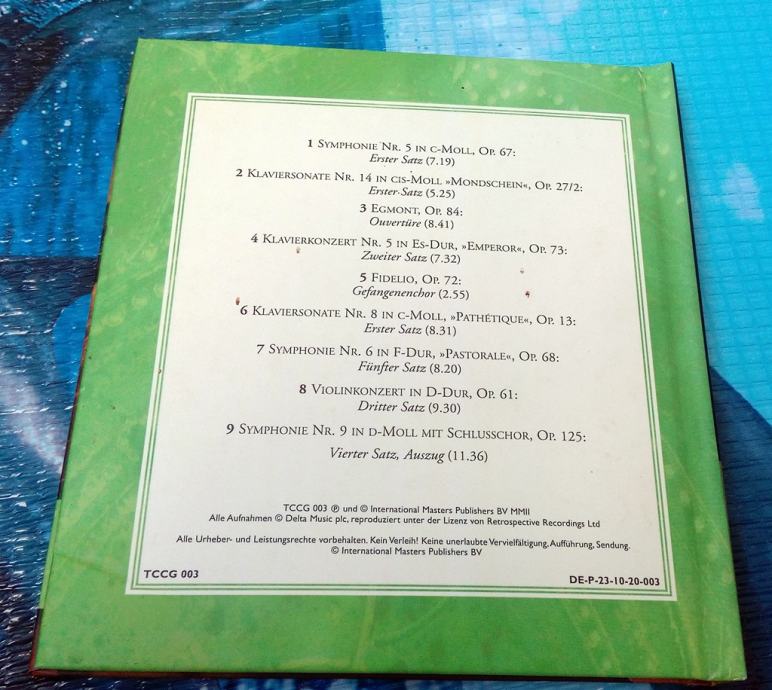 1 Symphonie Nr. 5 in c-Moll, Op. 67:
Erster Satz (7.19)
2 Klaviersonate Nr. 14 in cis-Moll »Mondschein«, Op. 27/2:
Erster Satz (5.25)
3 Egmont, Op. 84:
Ouvertüre (8.41)
4 Klavierkonzert Nr. 5 in Es-Dur, »Emperor«, Op. 73:
Zweiter Satz (7.32)
5 Fidelio, Op. 72:
Gefangenenchor (2.55)
6 Klaviersonate Nr. 8 in c-Moll, »Pathétique«, Op. 13:
Erster Satz (8.31)
7 Symphonie Nr. 6 in F-Dur, »Pastorale«, Op. 68:
Fünfter Satz (8.20)
8 Violinkonzert in D-Dur, Op. 61:
Dritter Satz (9.30)
9 Symphonie Nr. 9 in d-Moll mit Schlusschor, Op. 125:
Vierter Satz, Auszug (11.36)
TCCG 003 ℗ und © International Masters Publishers BV MMII
Alle Aufnahmen © Delta Music plc, reproduziert unter der Lizenz von Retrospective Recordings Ltd
Alle Urheber- und Leistungsrechte vorbehalten. Kein Verleih! Keine unerlaubte Vervielfältigung, Aufführung, Sendung.
© International Masters Publishers BV
TCCG 003
DE-P-23-10-20-003